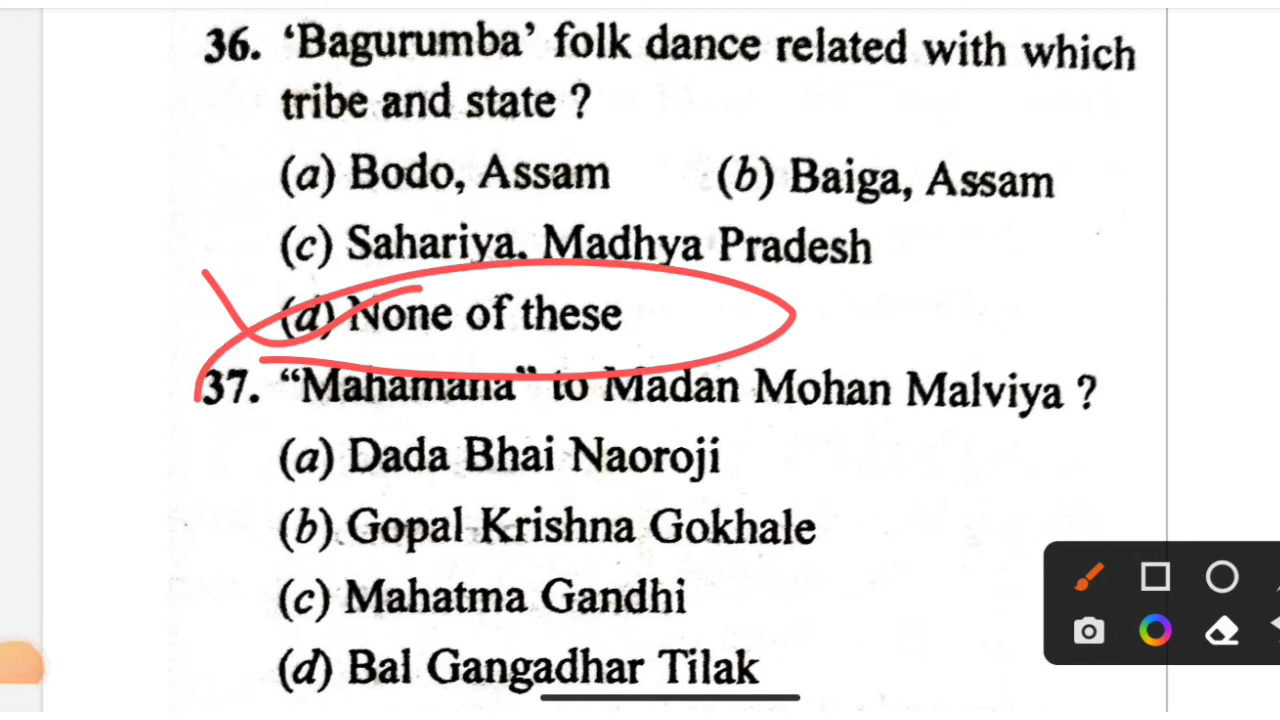 36. ‘Bagurumba’ folk dance related with which
tribe and state ?
(a) Bodo, Assam (b) Baiga, Assam
(c) Sahariya, Madhya Pradesh
(d) None of these
37. “Mahamana” to Madan Mohan Malviya ?
(a) Dada Bhai Naoroji
(b) Gopal Krishna Gokhale
(c) Mahatma Gandhi
(d) Bal Gangadhar Tilak